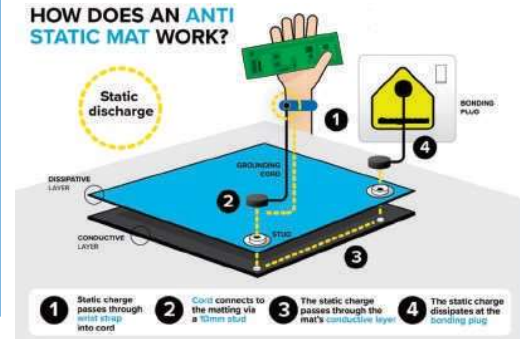 HOW DOES AN ANTI
STATIC MAT WORK?
Static
discharge
1
BONDING
PLUG
4
GROUNDING
CORD
DISSIPATIVE
LAYER
2
STUD
CONDUCTIVE
LAYER
3
1
Static charge
passes through
wrist strap
into cord
2
Cord connects to
the matting via
a 10mm stud
3
The static charge
passes through the
mat's conductive layer
4
The static charge
dissipates at the
bonding plug